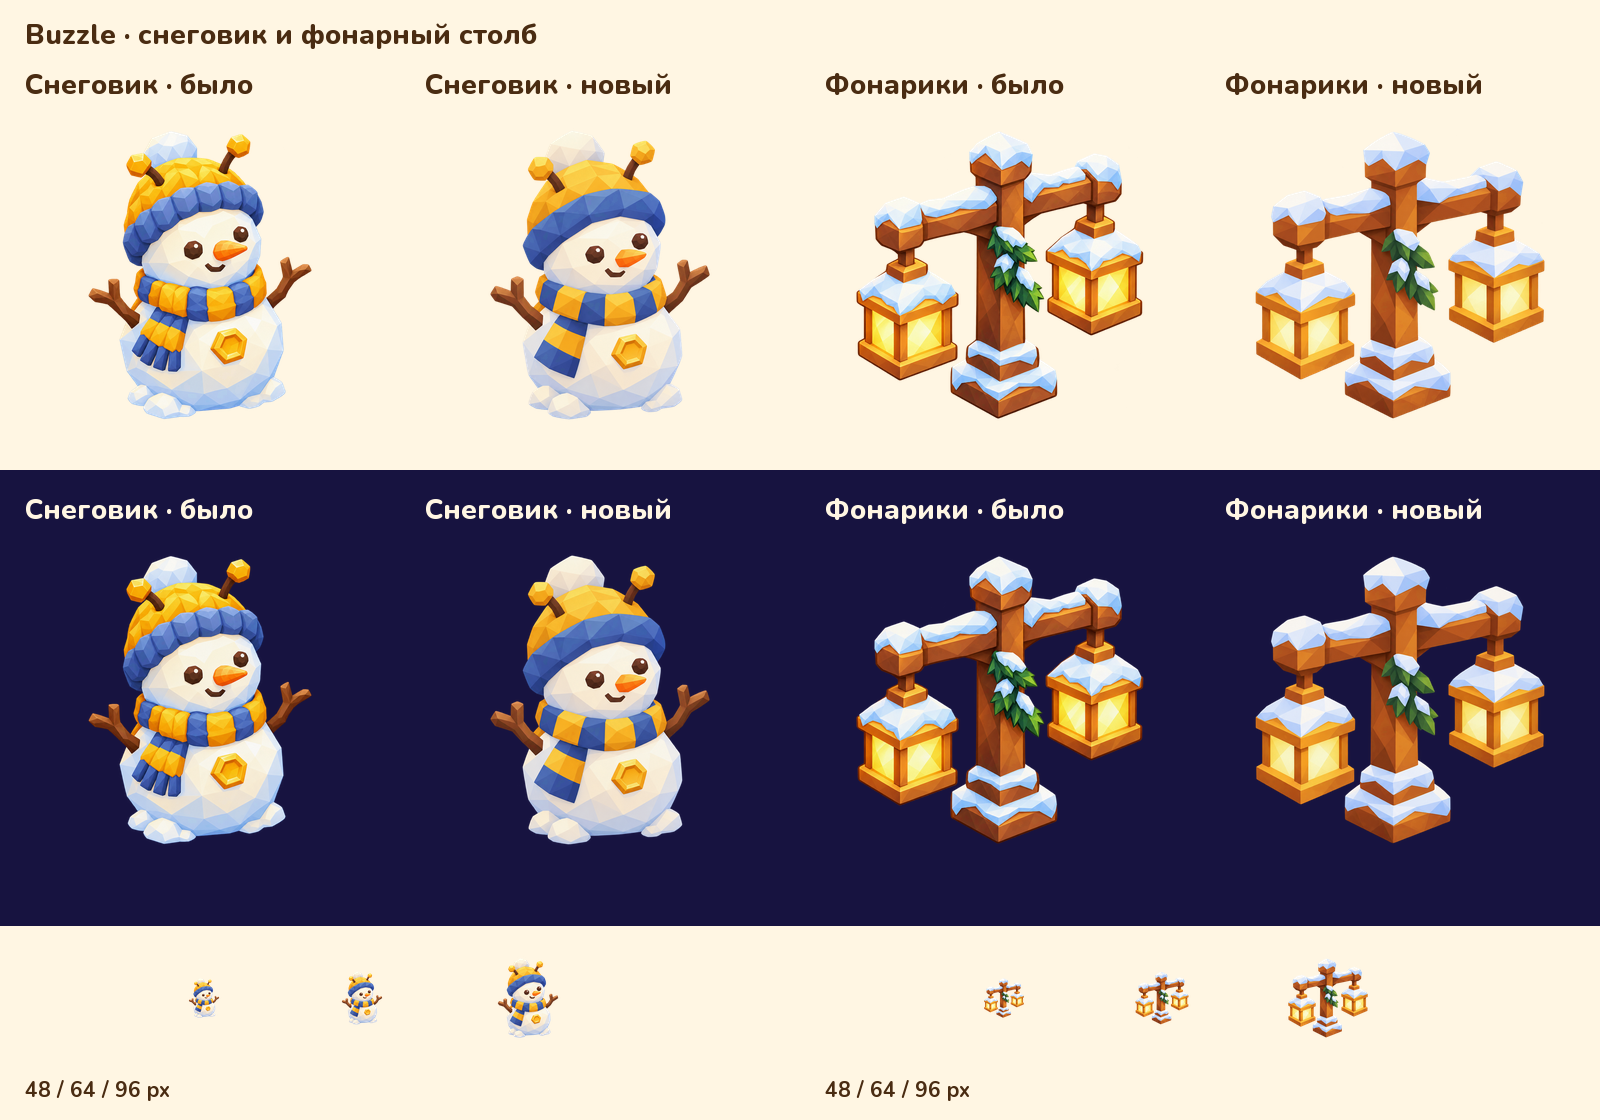 Buzzle · снеговик и фонарный столб
Снеговик · было
Снеговик · новый
Фонарики · было
Фонарики · новый
Снеговик · было
Снеговик · новый
Фонарики · было
Фонарики · новый
48 / 64 / 96 px
48 / 64 / 96 px